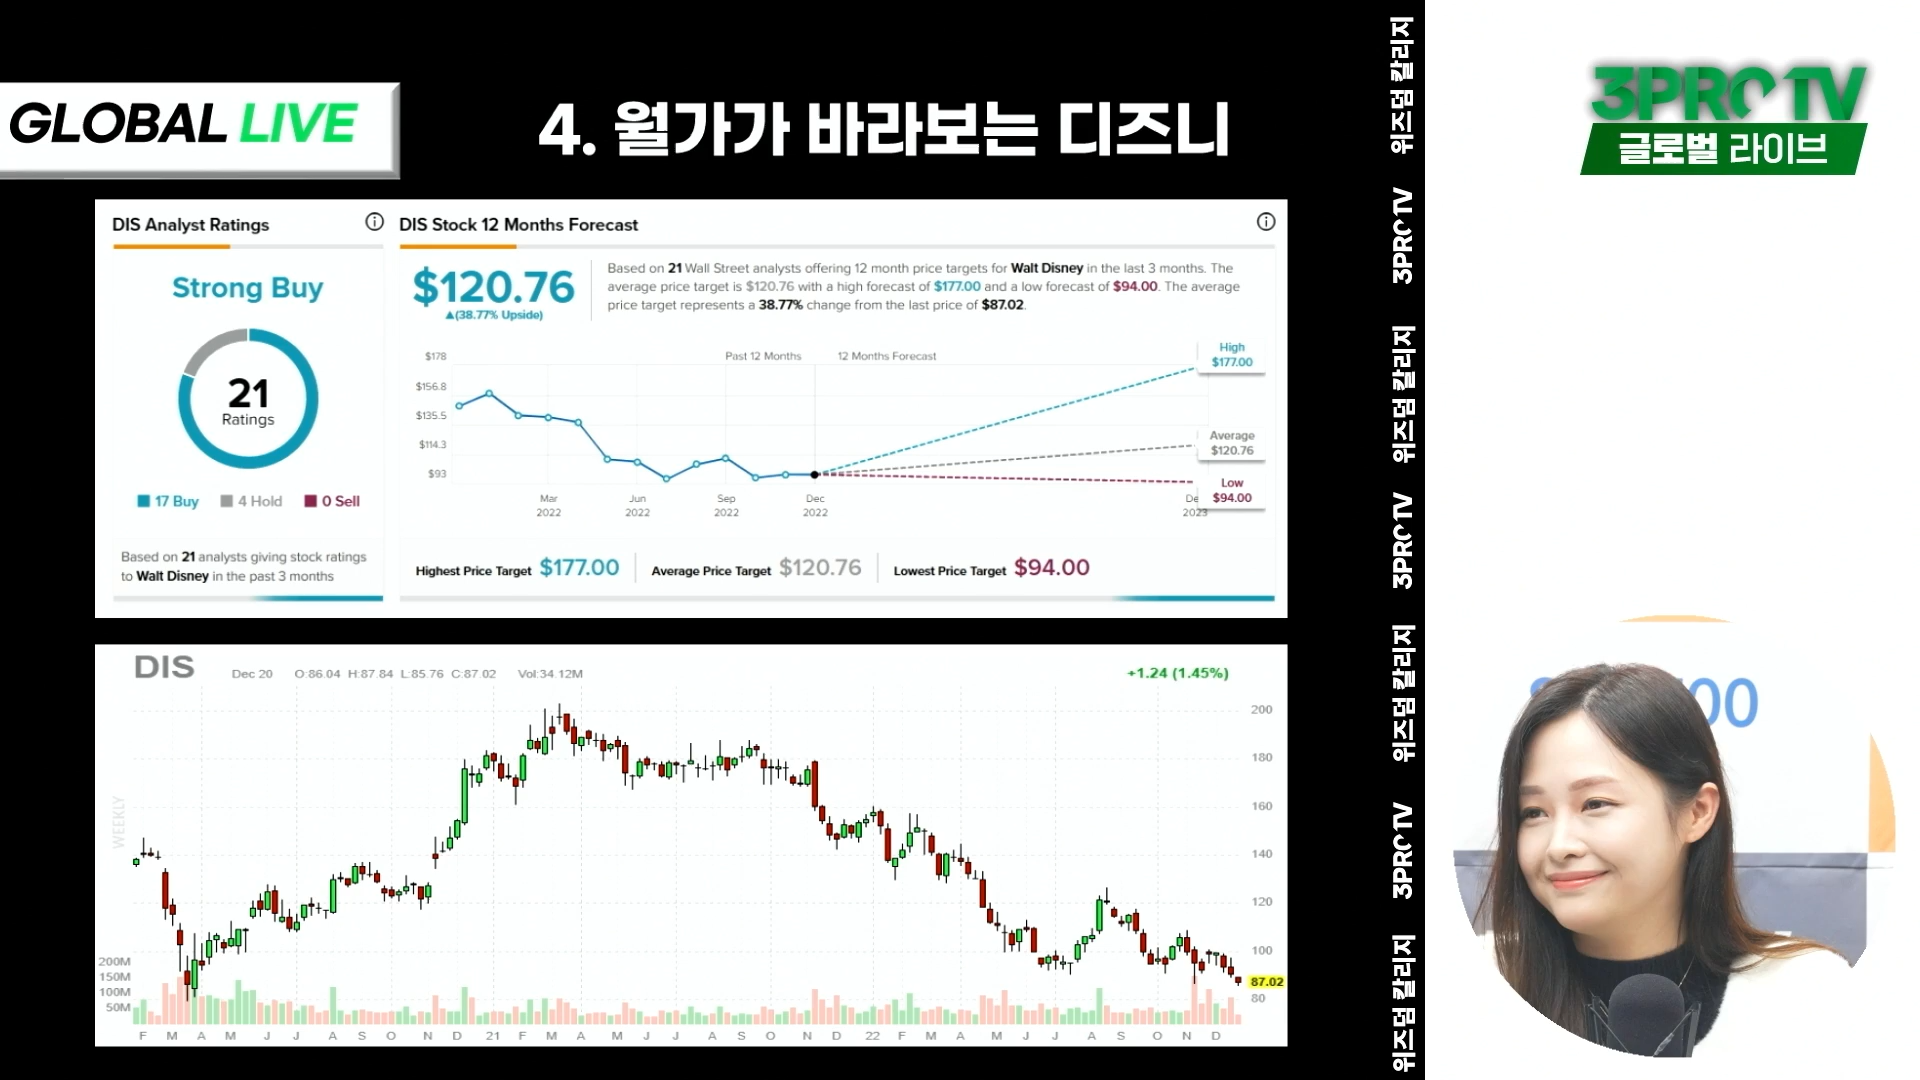 GLOBAL LIVE
4. 월가가 바라보는 디즈니
3PRO TV
글로벌 라이브
DIS Analyst Ratings
Strong Buy
21
Ratings
17 Buy 4 Hold 0 Sell
Based on 21 analysts giving stock ratings
to Walt Disney in the past 3 months
DIS Stock 12 Months Forecast
$120.76
▲(38.77% Upside)
Based on 21 Wall Street analysts offering 12 month price targets for Walt Disney in the last 3 months. The
average price target is $120.76 with a high forecast of $177.00 and a low forecast of $94.00. The average
price target represents a 38.77% change from the last price of $87.02.
Past 12 Months 12 Months Forecast
$178
$156.8
$135.5
$114.3
$93
High
$177.00
Average
$120.76
Low
$94.00
Mar Jun Sep Dec De
2022 2022 2022 2022 2023
Highest Price Target $177.00 Average Price Target $120.76 Lowest Price Target $94.00
DIS Dec 20 O:86.04 H:87.84 L:85.76 C:87.02 Vol:34.12M +1.24 (1.45%)
WEEKLY
200
180
160
140
120
100
87.02
80
200M
150M
100M
50M
F M A M J J A S O N D 21 F M A M J J A S O N D 22 F M A M J J A S O N D
위즈덤 칼리지
3PRO TV
위즈덤 칼리지
3PRO TV
위즈덤 칼리지
3PRO TV
위즈덤 칼리지
00